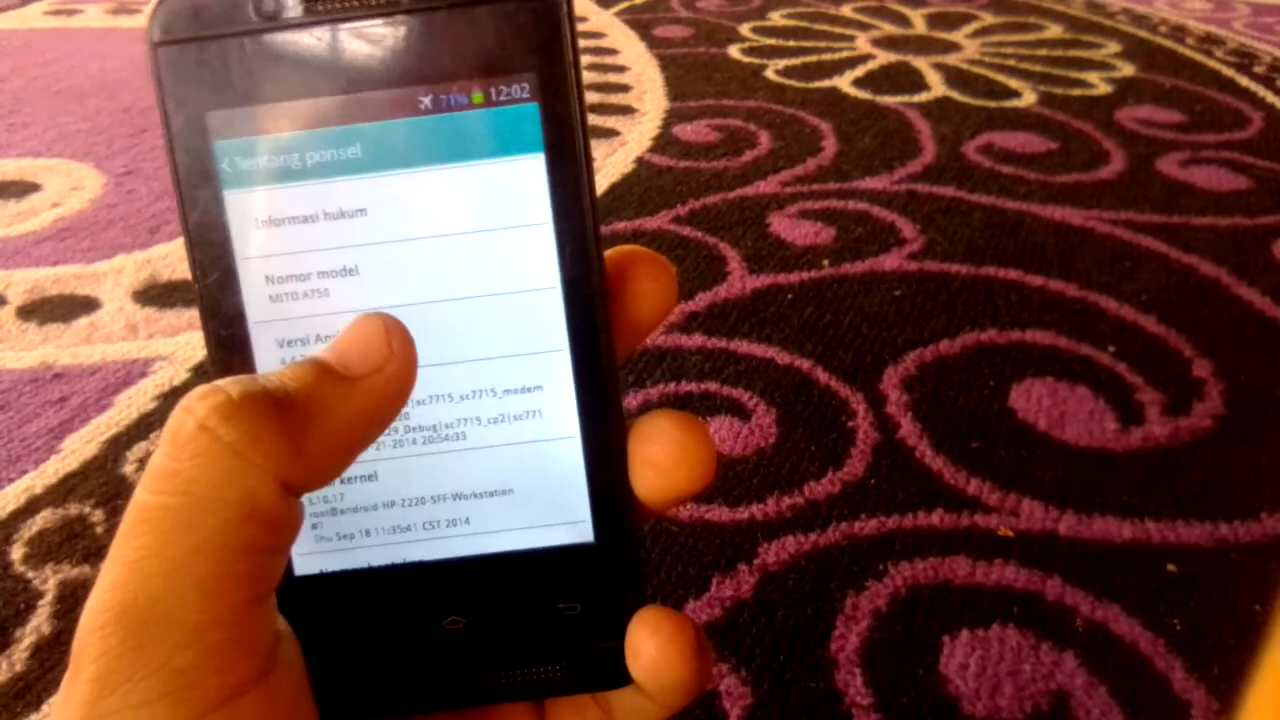 71% 12:02
Tentang ponsel
Informasi hukum
Nomor model
MITO A750
Versi
|sc7715_sc7715_modem
20
29_Debug|sc7715_cp2|sc771
-21-2014 20:54:33
kernel
3.10.17
root@android-HP-Z220-SFF-Workstation
#1
Thu Sep 18 11:35:41 CST 2014